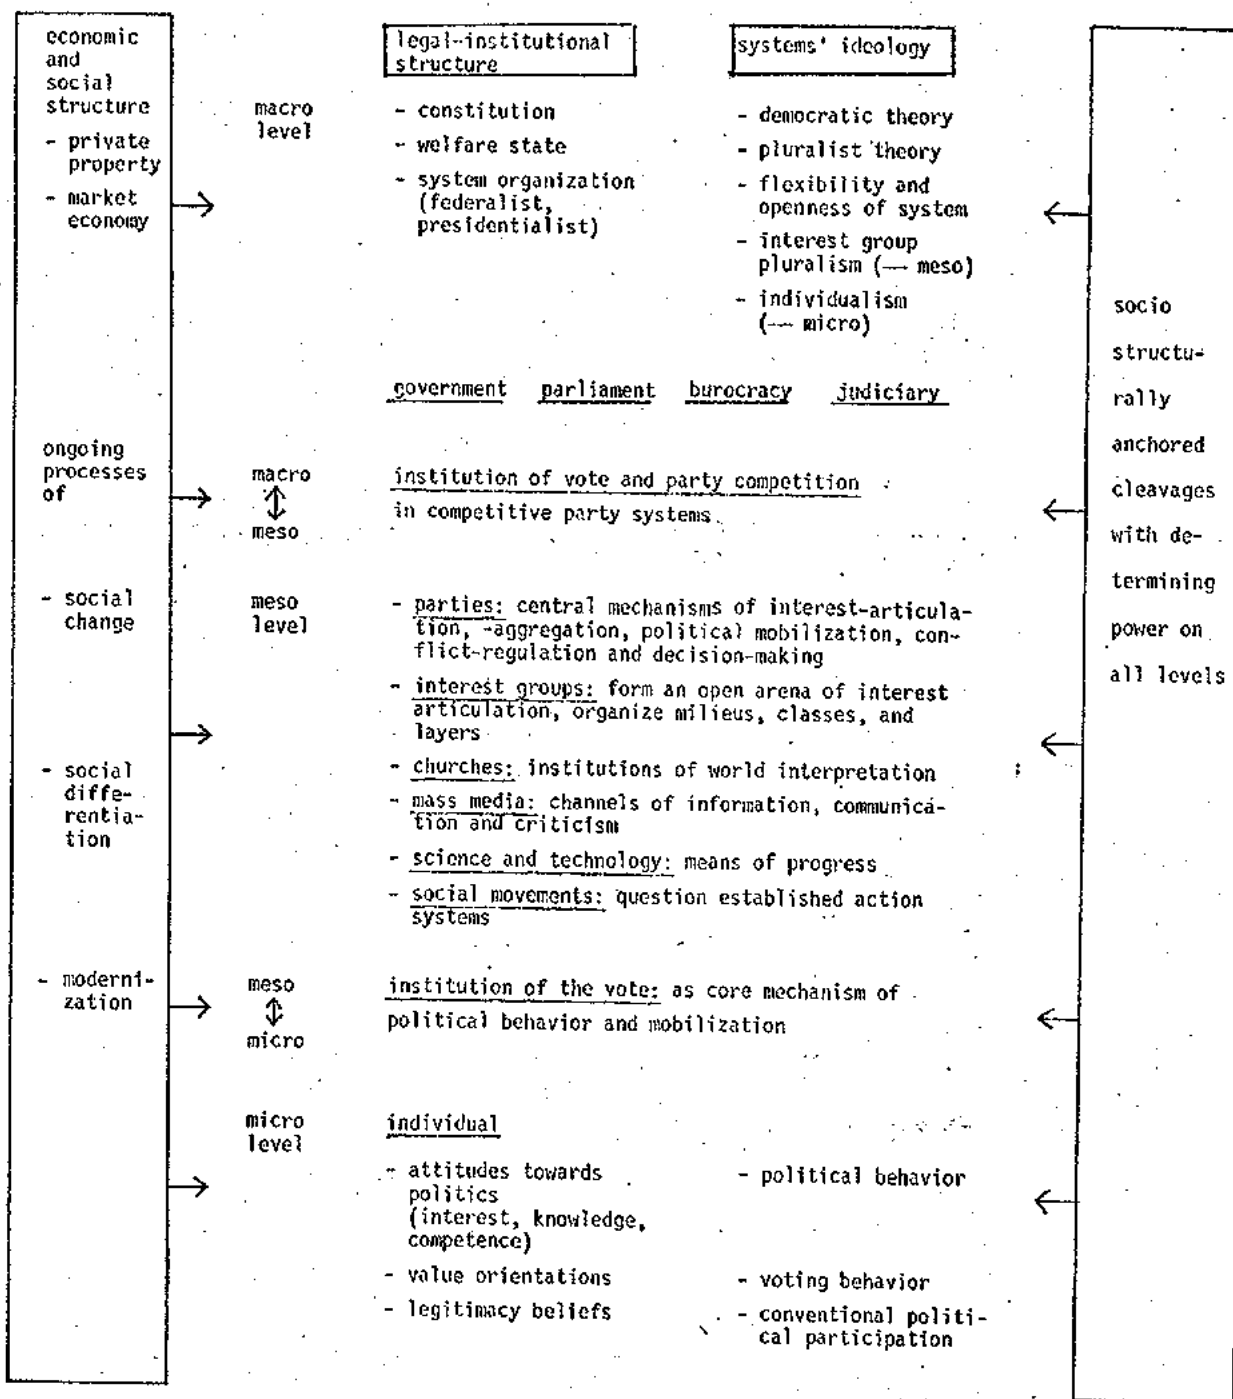 economic
and
social
structure
- private
property
- market
economy
ongoing
processes
of
- social
change
- social
diffe-
rentia-
tion
- moderni-
zation
macro
level
legal-institutional
structure
- constitution
- welfare state
- system organization
(federalist,
presidentialist)
systems' ideology
- democratic theory
- pluralist theory
- flexibility and
openness of system
- interest group
pluralism (-— meso)
- individualism
(-— micro)
government parliament burocracy judiciary
macro
meso
institution of vote and party competition
in competitive party systems.
meso
level
- parties: central mechanisms of interest-articula-
tion, -aggregation, political mobilization, con-
flict-regulation and decision-making
- interest groups: form an open arena of interest
articulation, organize milieus, classes, and
layers
- churches: institutions of world interpretation
- mass media: channels of information, communica-
tion and criticism
- science and technology: means of progress
- social movements: question established action
systems
meso
micro
institution of the vote: as core mechanism of
political behavior and mobilization
micro
level
individual
- attitudes towards
politics
(interest, knowledge,
competence)
- value orientations
- legitimacy beliefs
- political behavior
- voting behavior
- conventional politi-
cal participation
socio
structu-
rally
anchored
cleavages
with de-
termining
power on
all levels